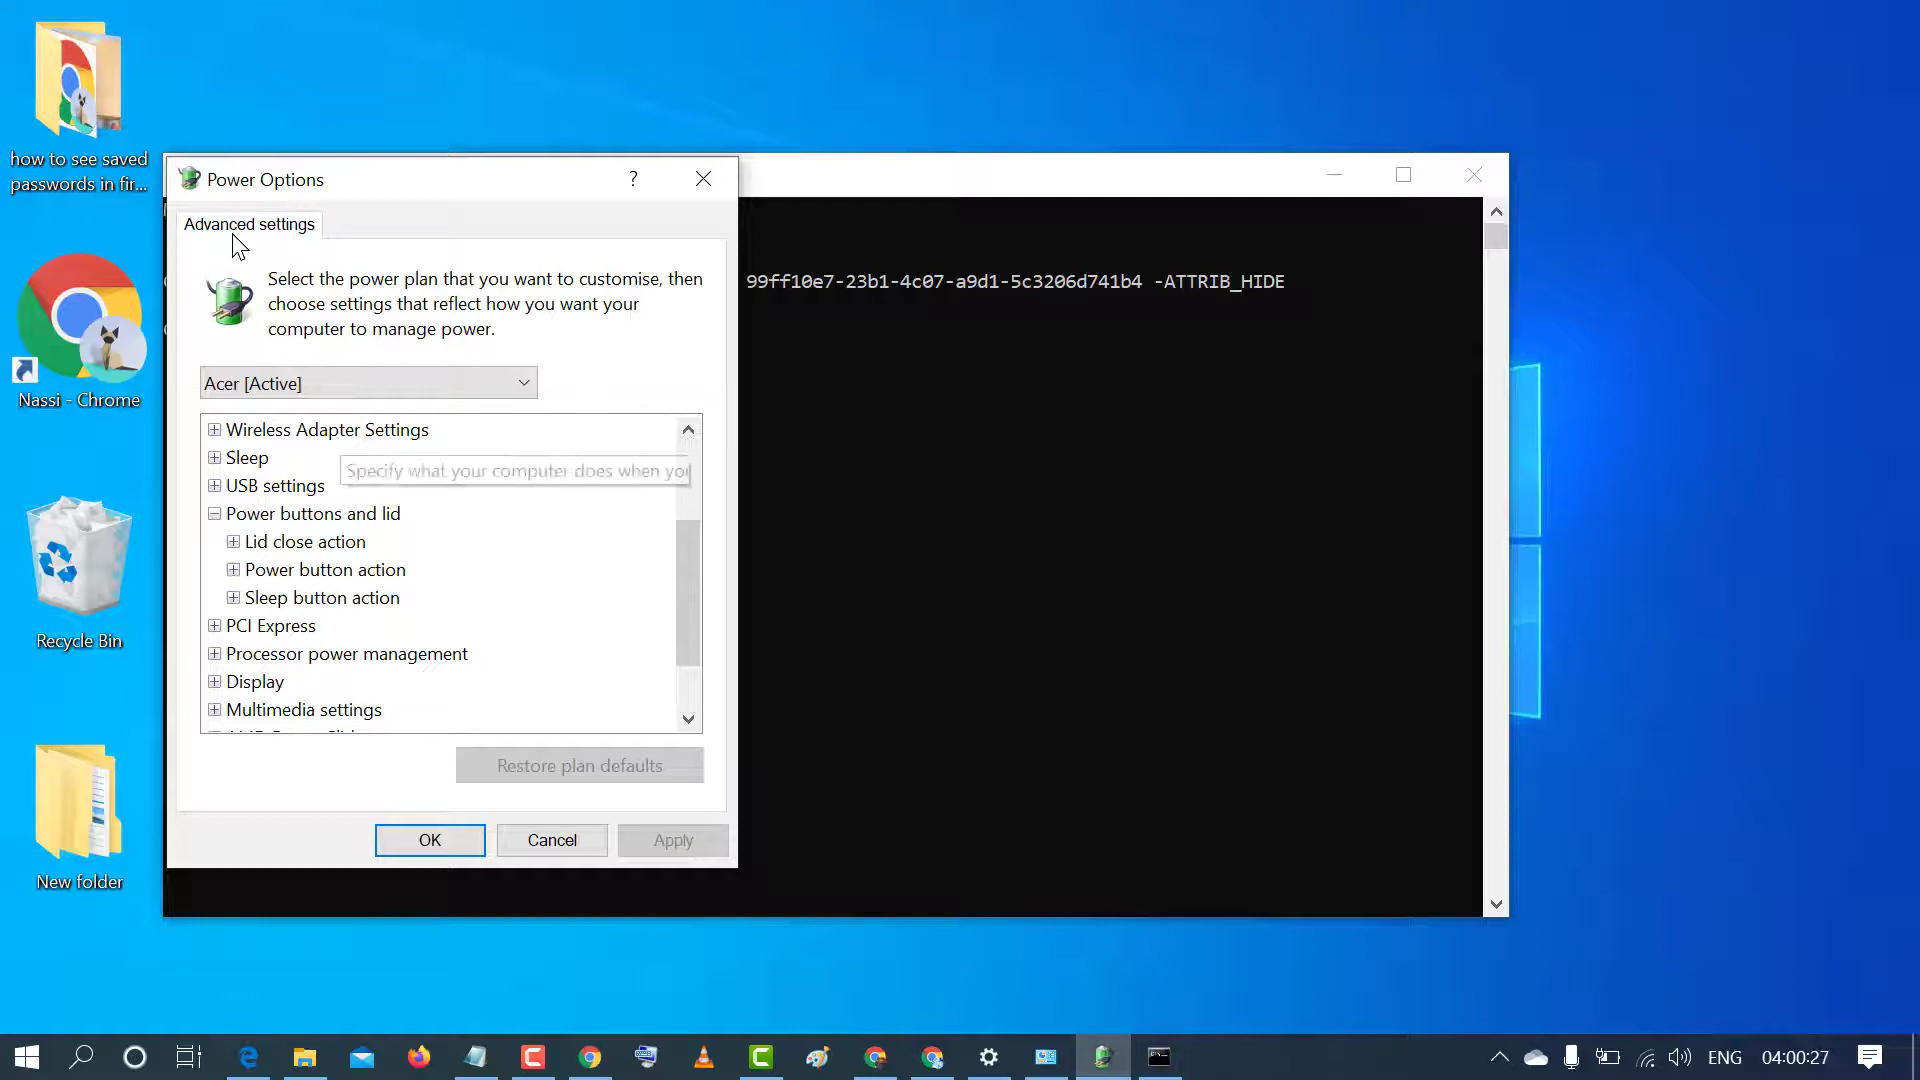 how to see saved
passwords in fir...
Nassi - Chrome
Recycle Bin
New folder
Power Options
?
Advanced settings
Select the power plan that you want to customise, then
choose settings that reflect how you want your
computer to manage power.
Acer [Active]
Wireless Adapter Settings
Sleep
Specify what your computer does when you
USB settings
Power buttons and lid
Lid close action
Power button action
Sleep button action
PCI Express
Processor power management
Display
Multimedia settings
Restore plan defaults
OK
Cancel
Apply
99ff10e7-23b1-4c07-a9d1-5c3206d741b4 -ATTRIB_HIDE
ENG
04:00:27